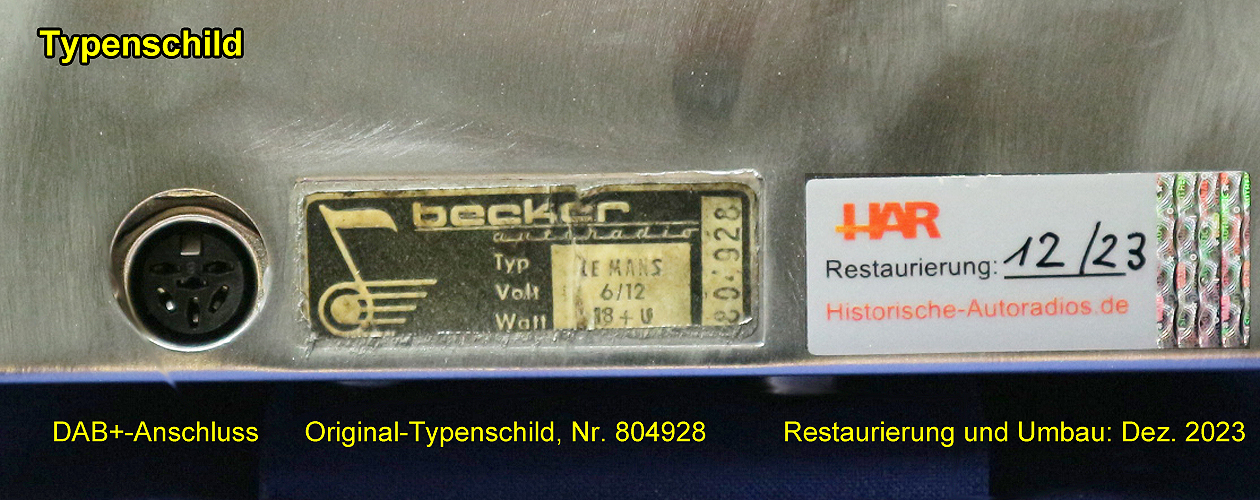 Typenschild
becker
autoradio
Typ LE MANS
Volt 6/12
Watt 18 +
804928
HAR
Restaurierung: 12/23
Historische-Autoradios.de
DAB+-Anschluss
Original-Typenschild, Nr. 804928
Restaurierung und Umbau: Dez. 2023